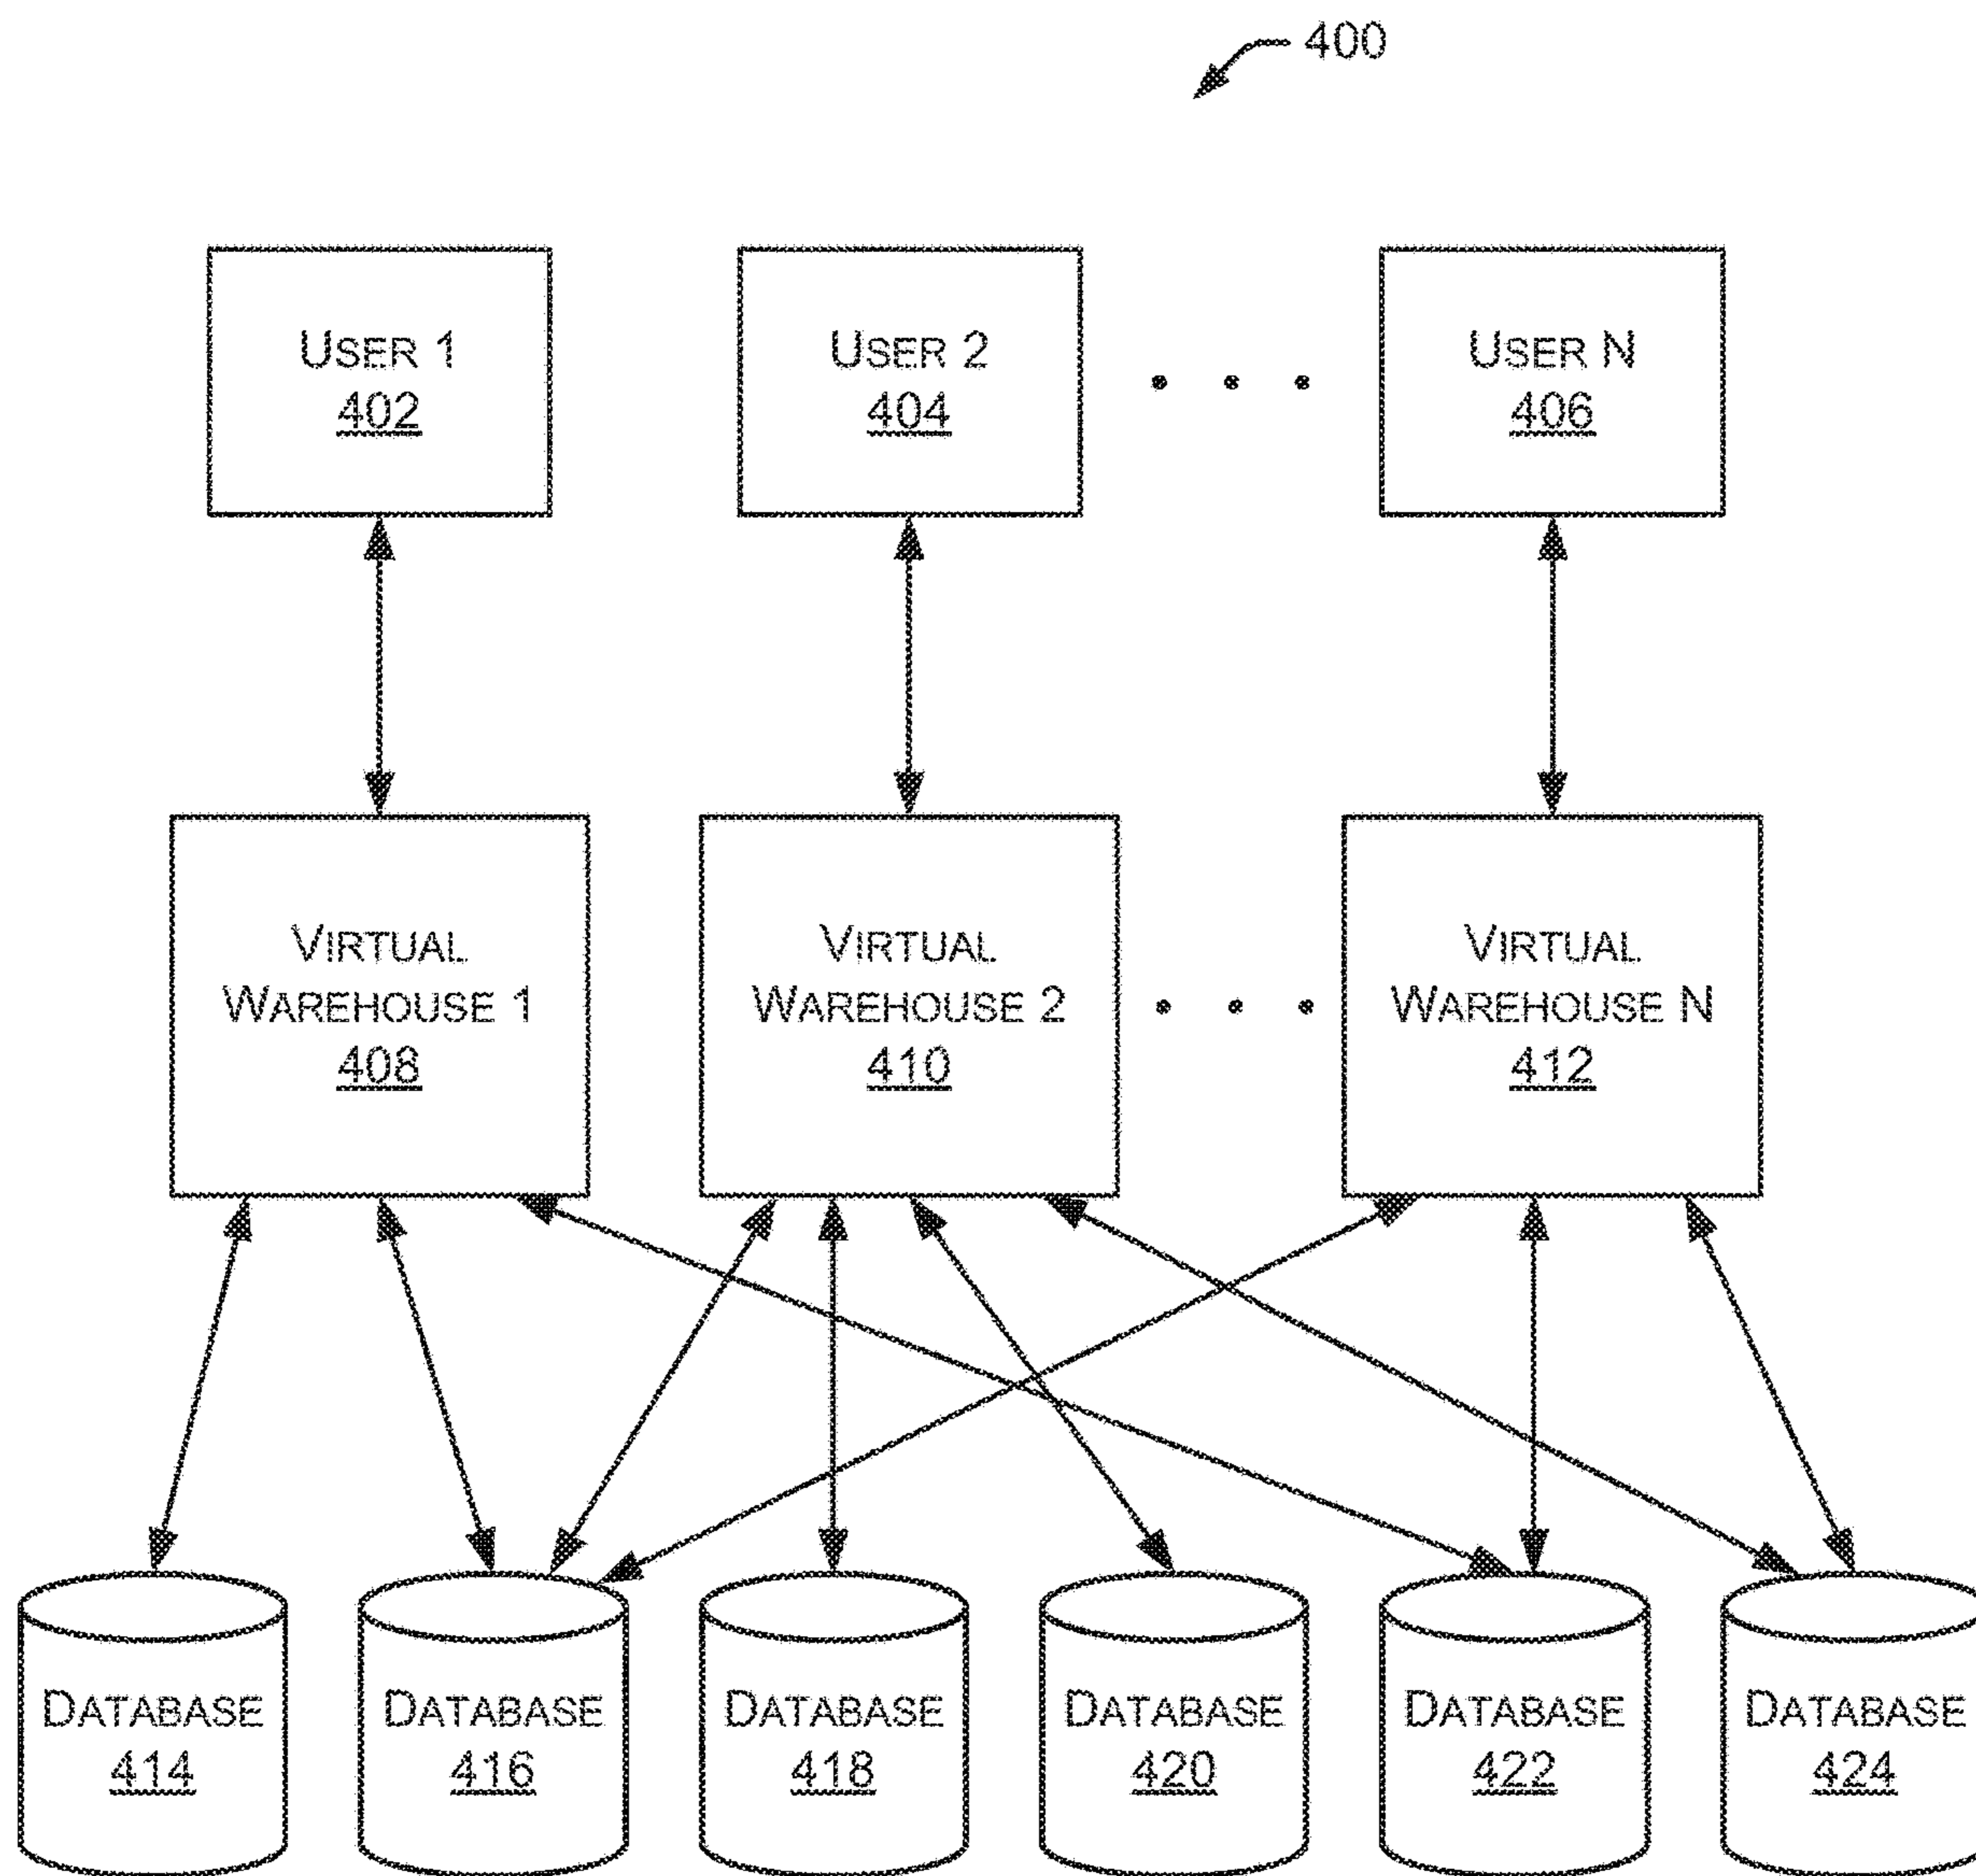 400
USER 1
402
USER 2
404
USER N
406
VIRTUAL
WAREHOUSE 1
408
VIRTUAL
WAREHOUSE 2
410
VIRTUAL
WAREHOUSE N
412
DATABASE
414
DATABASE
416
DATABASE
418
DATABASE
420
DATABASE
422
DATABASE
424